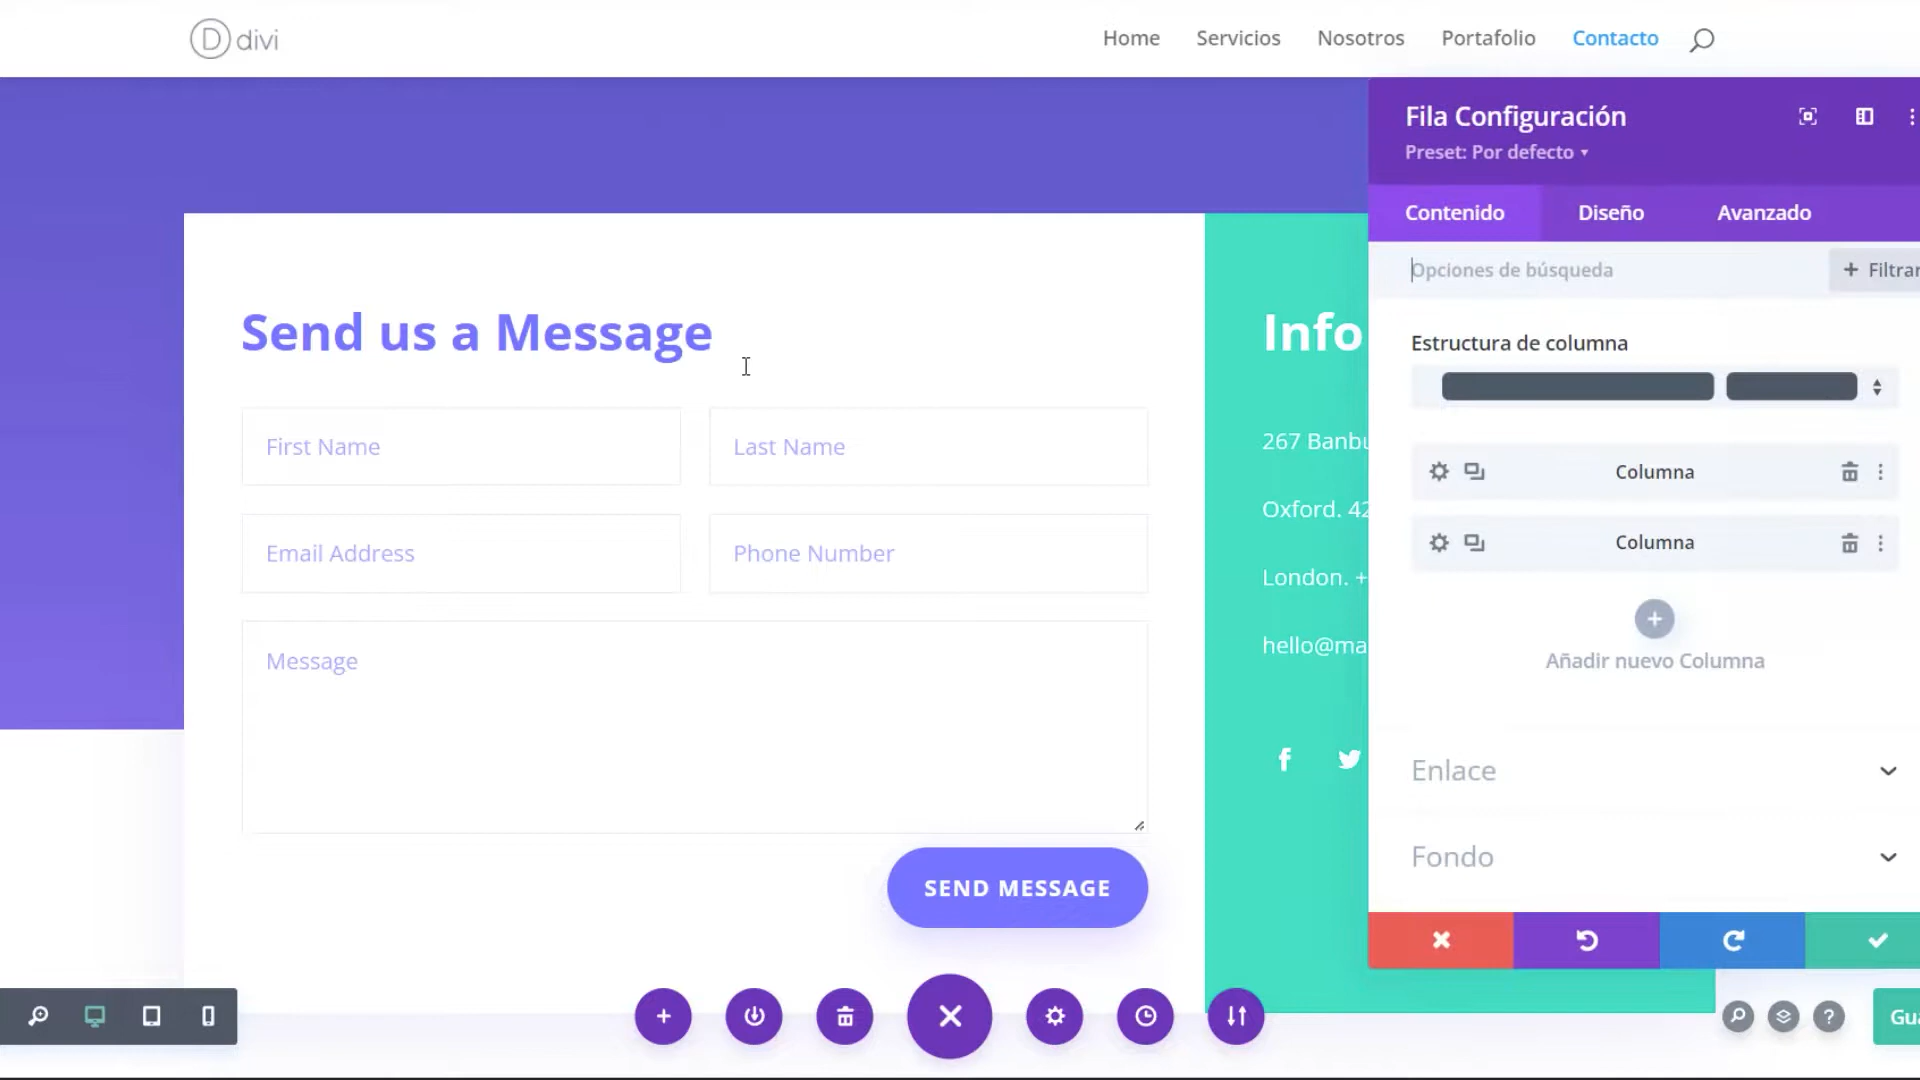 divi
Home Servicios Nosotros Portafolio Contacto
Fila Configuración
Preset: Por defecto
Contenido Diseño Avanzado
Opciones de búsqueda + Filtrar
Estructura de columna
Columna
Columna
Añadir nuevo Columna
Enlace
Fondo
Send us a Message
First Name Last Name
Email Address Phone Number
Message
SEND MESSAGE
Info
267 Banbu
Oxford. 42
London. +
hello@ma
Gua